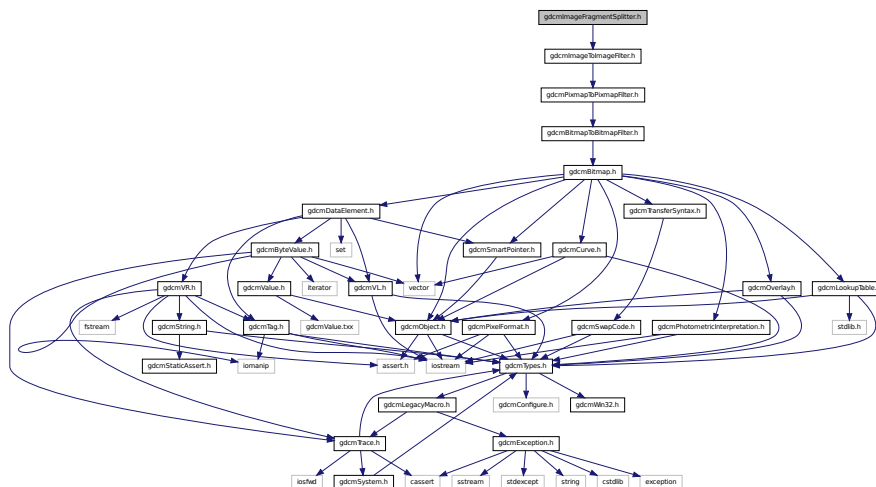 gdcmImageFragmentSplitter.h
gdcmImageToImageFilter.h
gdcmPixmapToPixmapFilter.h
gdcmBitmapToBitmapFilter.h
gdcmBitmap.h
gdcmDataElement.h
gdcmTransferSyntax.h
gdcmByteValue.h
set
gdcmSmartPointer.h
gdcmCurve.h
gdcmVR.h
gdcmValue.h
iterator
gdcmVL.h
vector
gdcmOverlay.h
gdcmLookupTable.
fstream
gdcmString.h
gdcmTag.h
gdcmValue.txx
gdcmObject.h
gdcmPixelFormat.h
gdcmSwapCode.h
gdcmPhotometricInterpretation.h
stdlib.h
gdcmStaticAssert.h
iomanip
assert.h
iostream
gdcmTypes.h
gdcmLegacyMacro.h
gdcmConfigure.h
gdcmWin32.h
gdcmTrace.h
gdcmException.h
iosfwd
gdcmSystem.h
cassert
sstream
stdexcept
string
cstdlib
exception